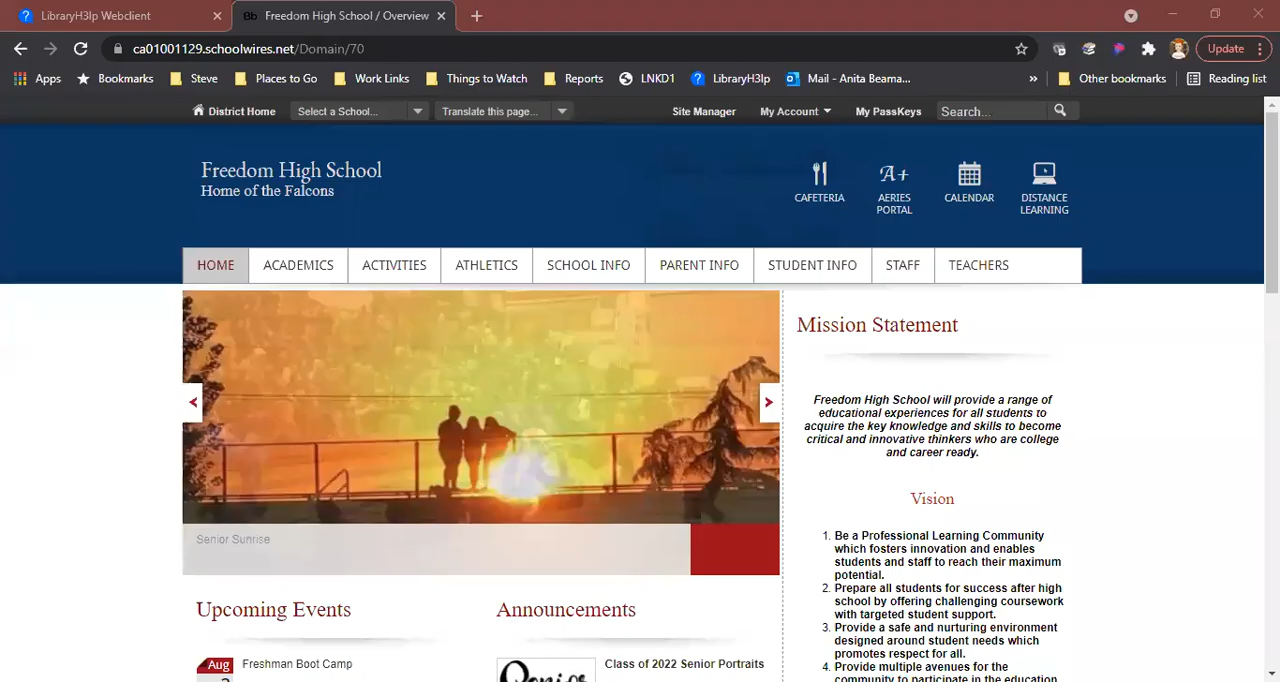 LibraryH3lp Webclient
Bb Freedom High School / Overview
ca01001129.schoolwires.net/Domain/70
Update
Apps Bookmarks Steve Places to Go Work Links Things to Watch Reports LNKD1 LibraryH3lp Mail - Anita Beama... » Other bookmarks Reading list
District Home Select a School... Translate this page... Site Manager My Account My PassKeys Search...
Freedom High School
Home of the Falcons
A+
CAFETERIA AERIES PORTAL CALENDAR DISTANCE LEARNING
HOME ACADEMICS ACTIVITIES ATHLETICS SCHOOL INFO PARENT INFO STUDENT INFO STAFF TEACHERS
Senior Sunrise
Mission Statement
Freedom High School will provide a range of
educational experiences for all students to
acquire the key knowledge and skills to become
critical and innovative thinkers who are college
and career ready.
Vision
1. Be a Professional Learning Community
which fosters innovation and enables
students and staff to reach their maximum
potential.
2. Prepare all students for success after high
school by offering challenging coursework
with targeted student support.
3. Provide a safe and nurturing environment
designed around student needs which
promotes respect for all.
4. Provide multiple avenues for the
community to participate in the education
Upcoming Events
Aug
Freshman Boot Camp
Announcements
Class of 2022 Senior Portraits